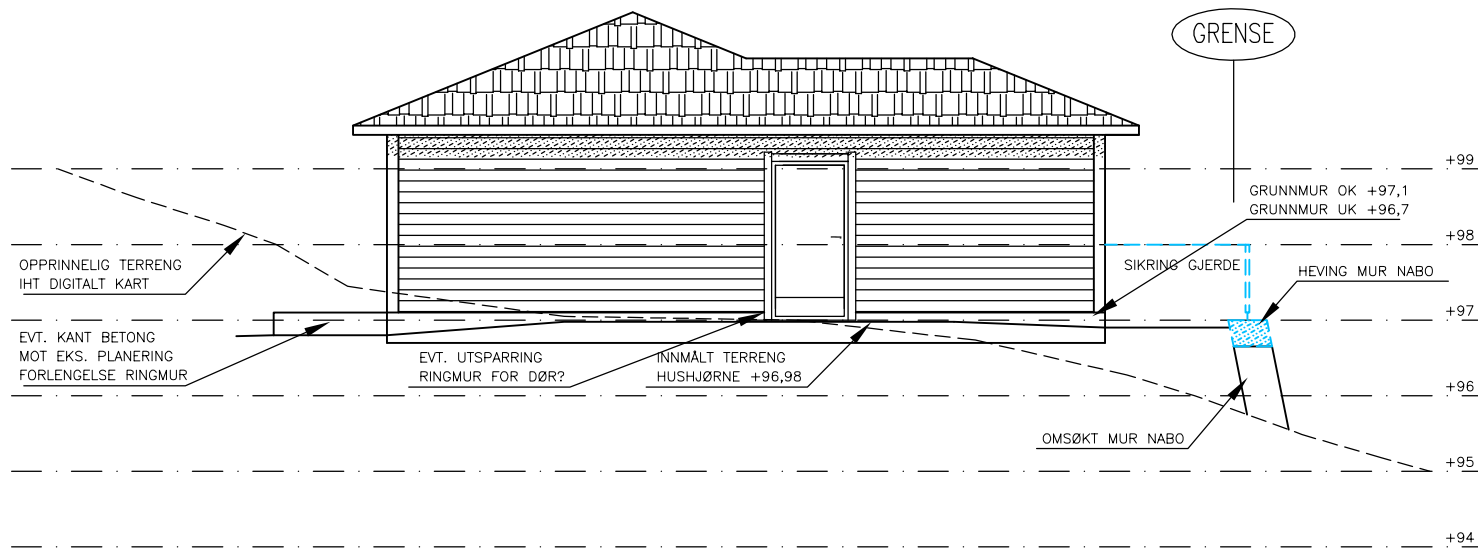 GRENSE
+99
GRUNNMUR OK +97,1
GRUNNMUR UK +96,7
+98
OPPRINNELIG TERRENG
IHT DIGITALT KART
SIKRING GJERDE
HEVING MUR NABO
+97
EVT. KANT BETONG
MOT EKS. PLANERING
FORLENGELSE RINGMUR
EVT. UTSPARRING
RINGMUR FOR DØR?
INNMÅLT TERRENG
HUSHJØRNE +96,98
+96
OMSØKT MUR NABO
+95
+94